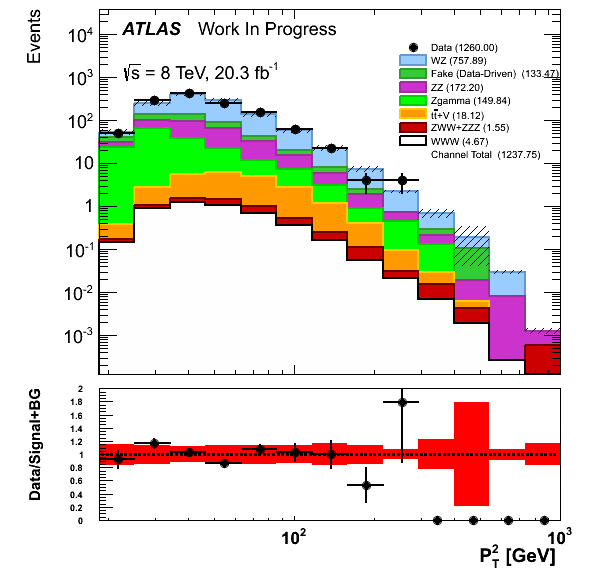 Events
ATLAS Work In Progress
√s = 8 TeV, 20.3 fb⁻¹
Data (1260.00)
WZ (757.89)
Fake (Data-Driven) (133.47)
ZZ (172.20)
Zgamma (149.84)
tt̄+V (18.12)
ZWW+ZZZ (1.55)
WWW (4.67)
Channel Total (1237.75)
10⁴
10³
10²
10
1
10⁻¹
10⁻²
10⁻³
Data/Signal+BG
2
1.8
1.6
1.4
1.2
1
0.8
0.6
0.4
0.2
0
10² 10³
P²_T [GeV]